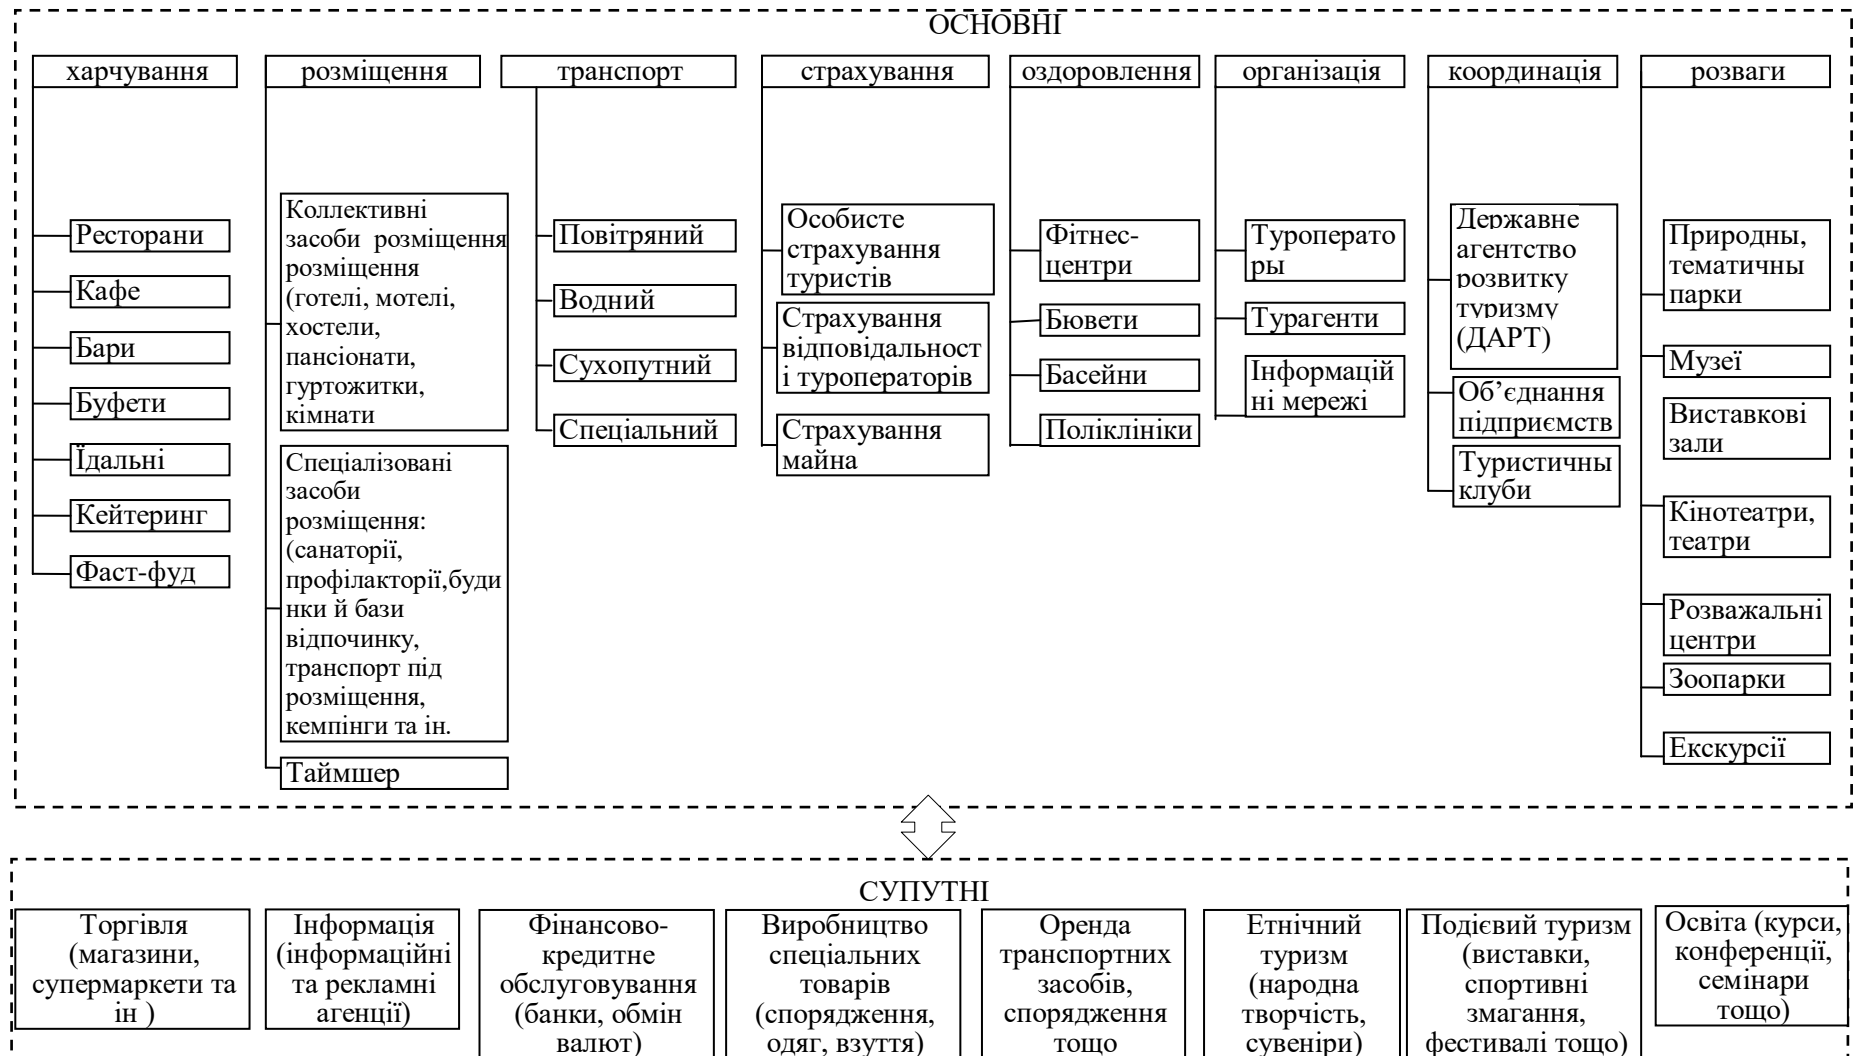 ОСНОВНІ
харчування
Ресторани
Кафе
Бари
Буфети
Їдальні
Кейтеринг
Фаст-фуд
розміщення
Коллективні
засоби розміщення
розміщення
(готелі, мотелі,
хостели,
пансіонати,
гуртожитки,
кімнати
Спеціалізовані
засоби
розміщення:
(санаторії,
профілакторії,буди
нки й бази
відпочинку,
транспорт під
розміщення,
кемпінги та ін.
Таймшер
транспорт
Повітряний
Водний
Сухопутний
Спеціальний
страхування
Особисте
страхування
туристів
Страхування
відповідальност
і туроператорів
Страхування
майна
оздоровлення
Фітнес-
центри
Бювети
Басейни
Поліклініки
організація
Туроперато
ры
Турагенти
Інформацій
ні мережі
координація
Державне
агентство
розвитку
туризму
(ДАРТ)
Об’єднання
підприємств
Туристичны
клуби
розваги
Природны,
тематичны
парки
Музеї
Виставкові
зали
Кінотеатри,
театри
Розважальні
центри
Зоопарки
Екскурсії
СУПУТНІ
Торгівля
(магазини,
супермаркети та
ін )
Інформація
(інформаційні
та рекламні
агенції)
Фінансово-
кредитне
обслуговування
(банки, обмін
валют)
Виробництво
спеціальних
товарів
(спорядження,
одяг, взуття)
Оренда
транспортних
засобів,
спорядження
тощо
Етнічний
туризм
(народна
творчість,
сувеніри)
Подієвий туризм
(виставки,
спортивні
змагання,
фестивалі тощо)
Освіта (курси,
конференції,
семінари
тощо)